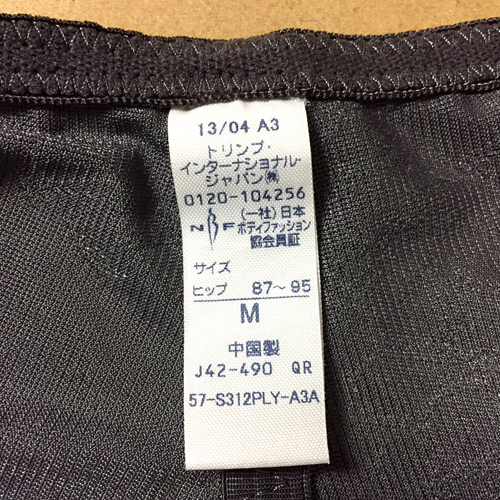 13/04 A3
トリンプ・
インターナショナル・
ジャパン㈱
0120-104256
(一社)日本
NBF ボディファッション
協会員証
サイズ
ヒップ 87～95
M
中国製
J42-490 QR
57-S312PLY-A3A